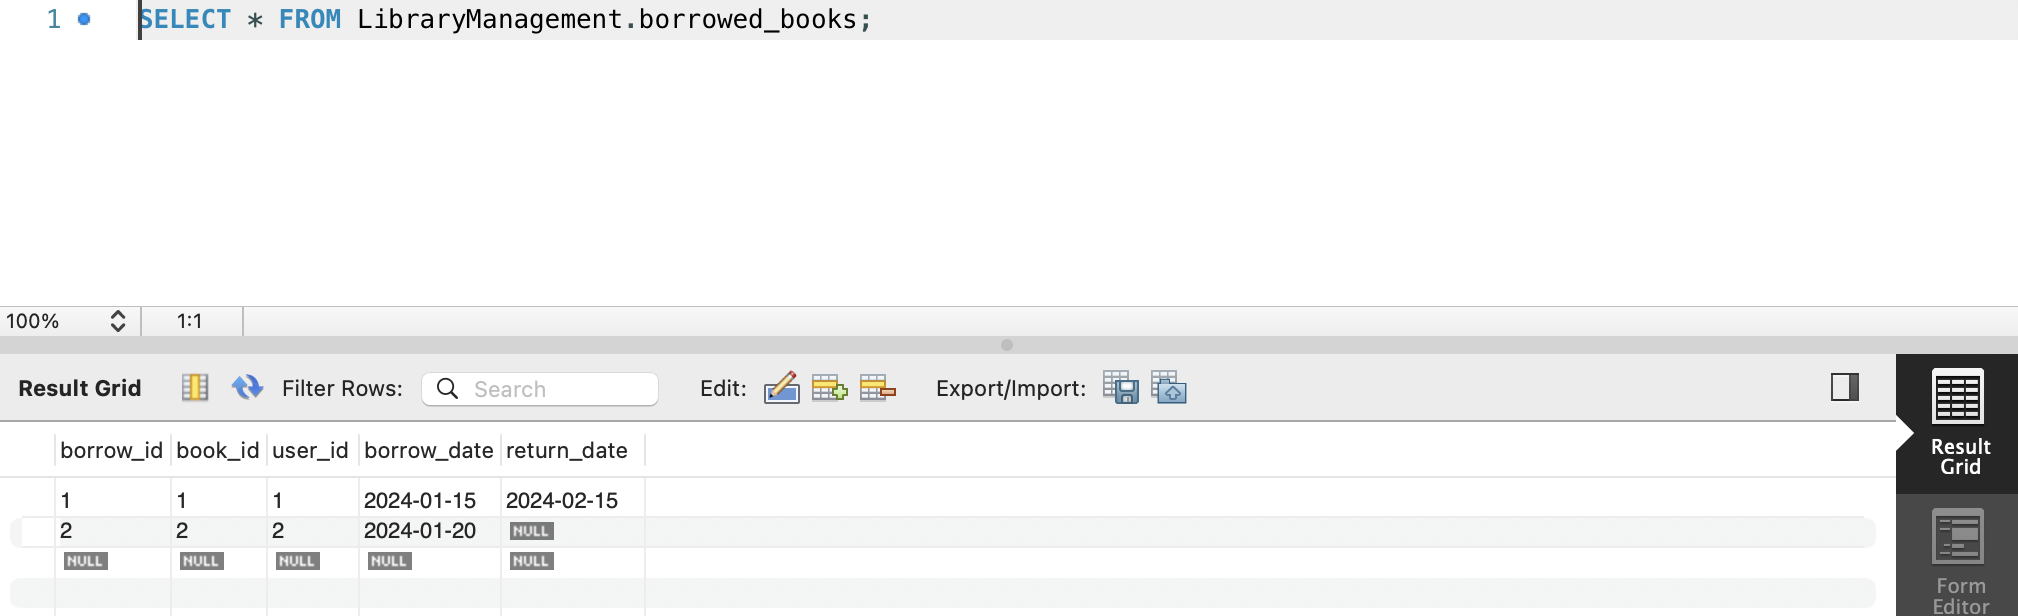 1 SELECT * FROM LibraryManagement.borrowed_books;
100% 1:1
Result Grid Filter Rows: Search Edit: Export/Import:
borrow_id book_id user_id borrow_date return_date
1 1 1 2024-01-15 2024-02-15
2 2 2 2024-01-20 NULL
NULL NULL NULL NULL NULL
Result
Grid
Form
Editor